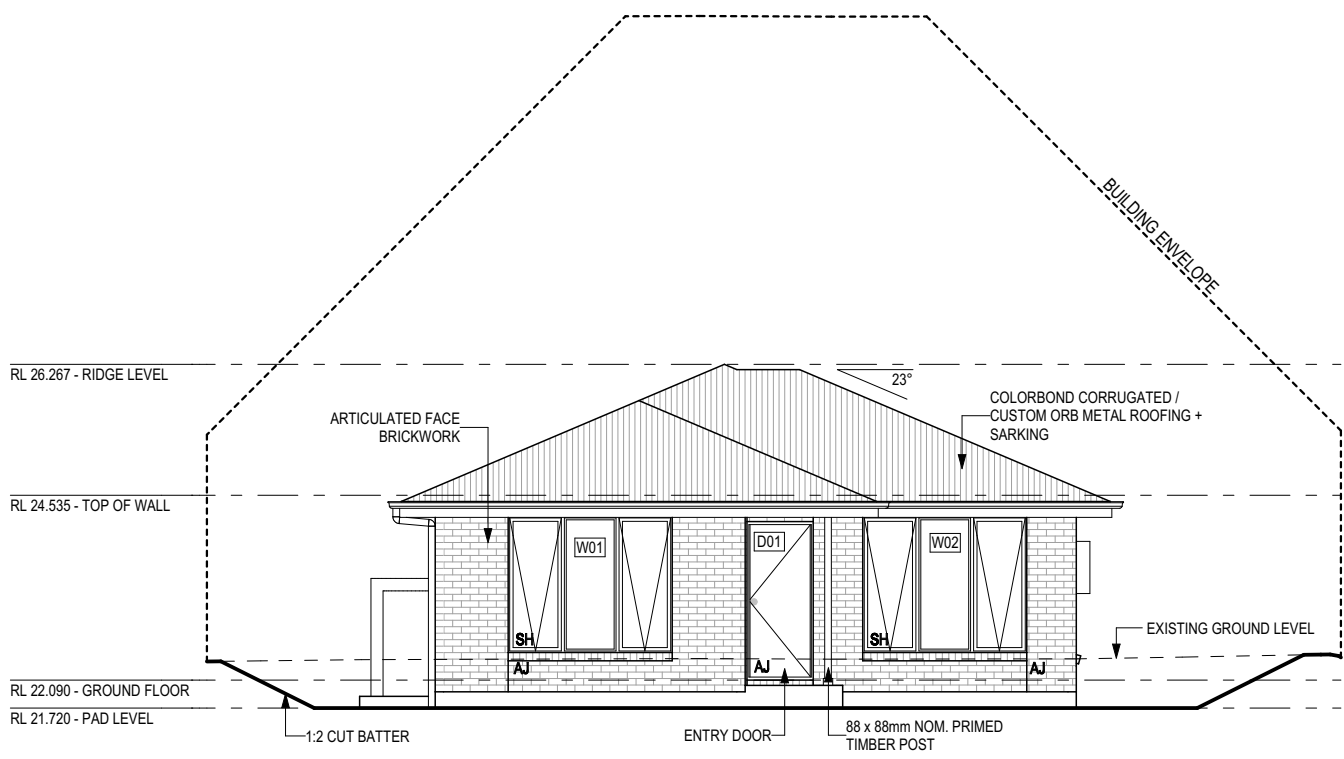 BUILDING ENVELOPE
RL 26.267 - RIDGE LEVEL
23°
COLORBOND CORRUGATED /
CUSTOM ORB METAL ROOFING +
SARKING
ARTICULATED FACE
BRICKWORK
RL 24.535 - TOP OF WALL
W01
D01
W02
SH
SH
AJ
AJ
AJ
EXISTING GROUND LEVEL
RL 22.090 - GROUND FLOOR
RL 21.720 - PAD LEVEL
1:2 CUT BATTER
ENTRY DOOR
88 x 88mm NOM. PRIMED
TIMBER POST